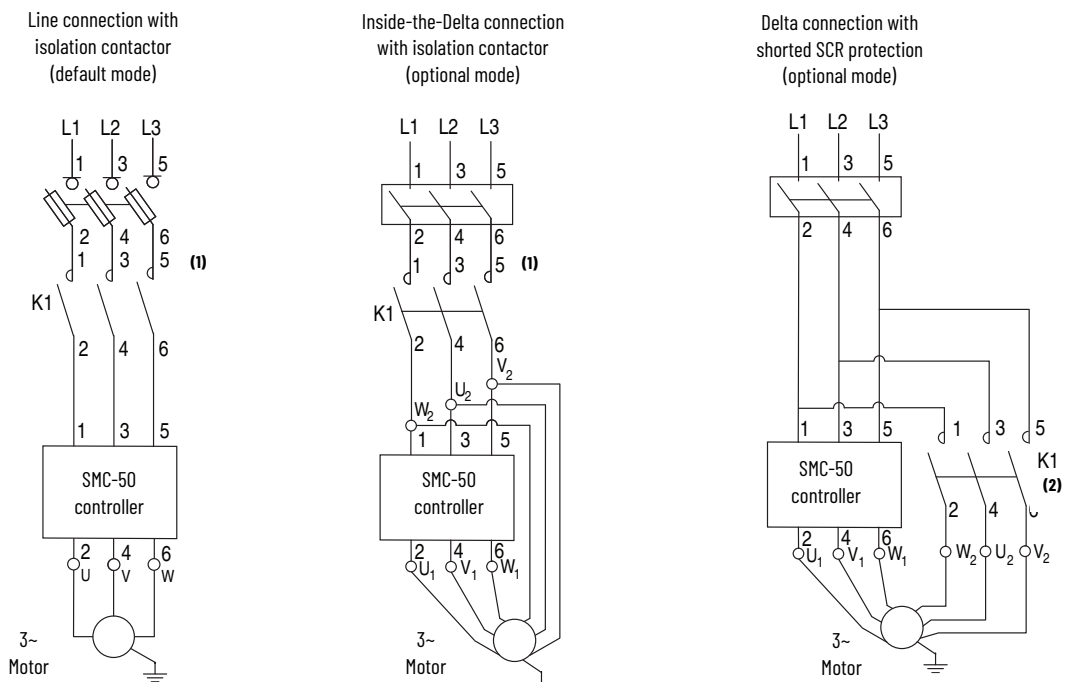 Line connection with
isolation contactor
(default mode)
L1 L2 L3
1 3 5
2 4 6
1 3 5 (1)
K1
2 4 6
1 3 5
SMC-50
controller
2 4 6
U V W
3~
Motor
Inside-the-Delta connection
with isolation contactor
(optional mode)
L1 L2 L3
1 3 5
2 4 6
1 3 5 (1)
K1
2 4 6
V2
U2
W2
1 3 5
SMC-50
controller
2 4 6
U1 V1 W1
3~
Motor
Delta connection with
shorted SCR protection
(optional mode)
L1 L2 L3
1 3 5
2 4 6
1 3 5
1 3 5
K1
(2)
SMC-50
controller
2 4
2 4 6
U1 V1 W1
W2 U2 V2
3~
Motor